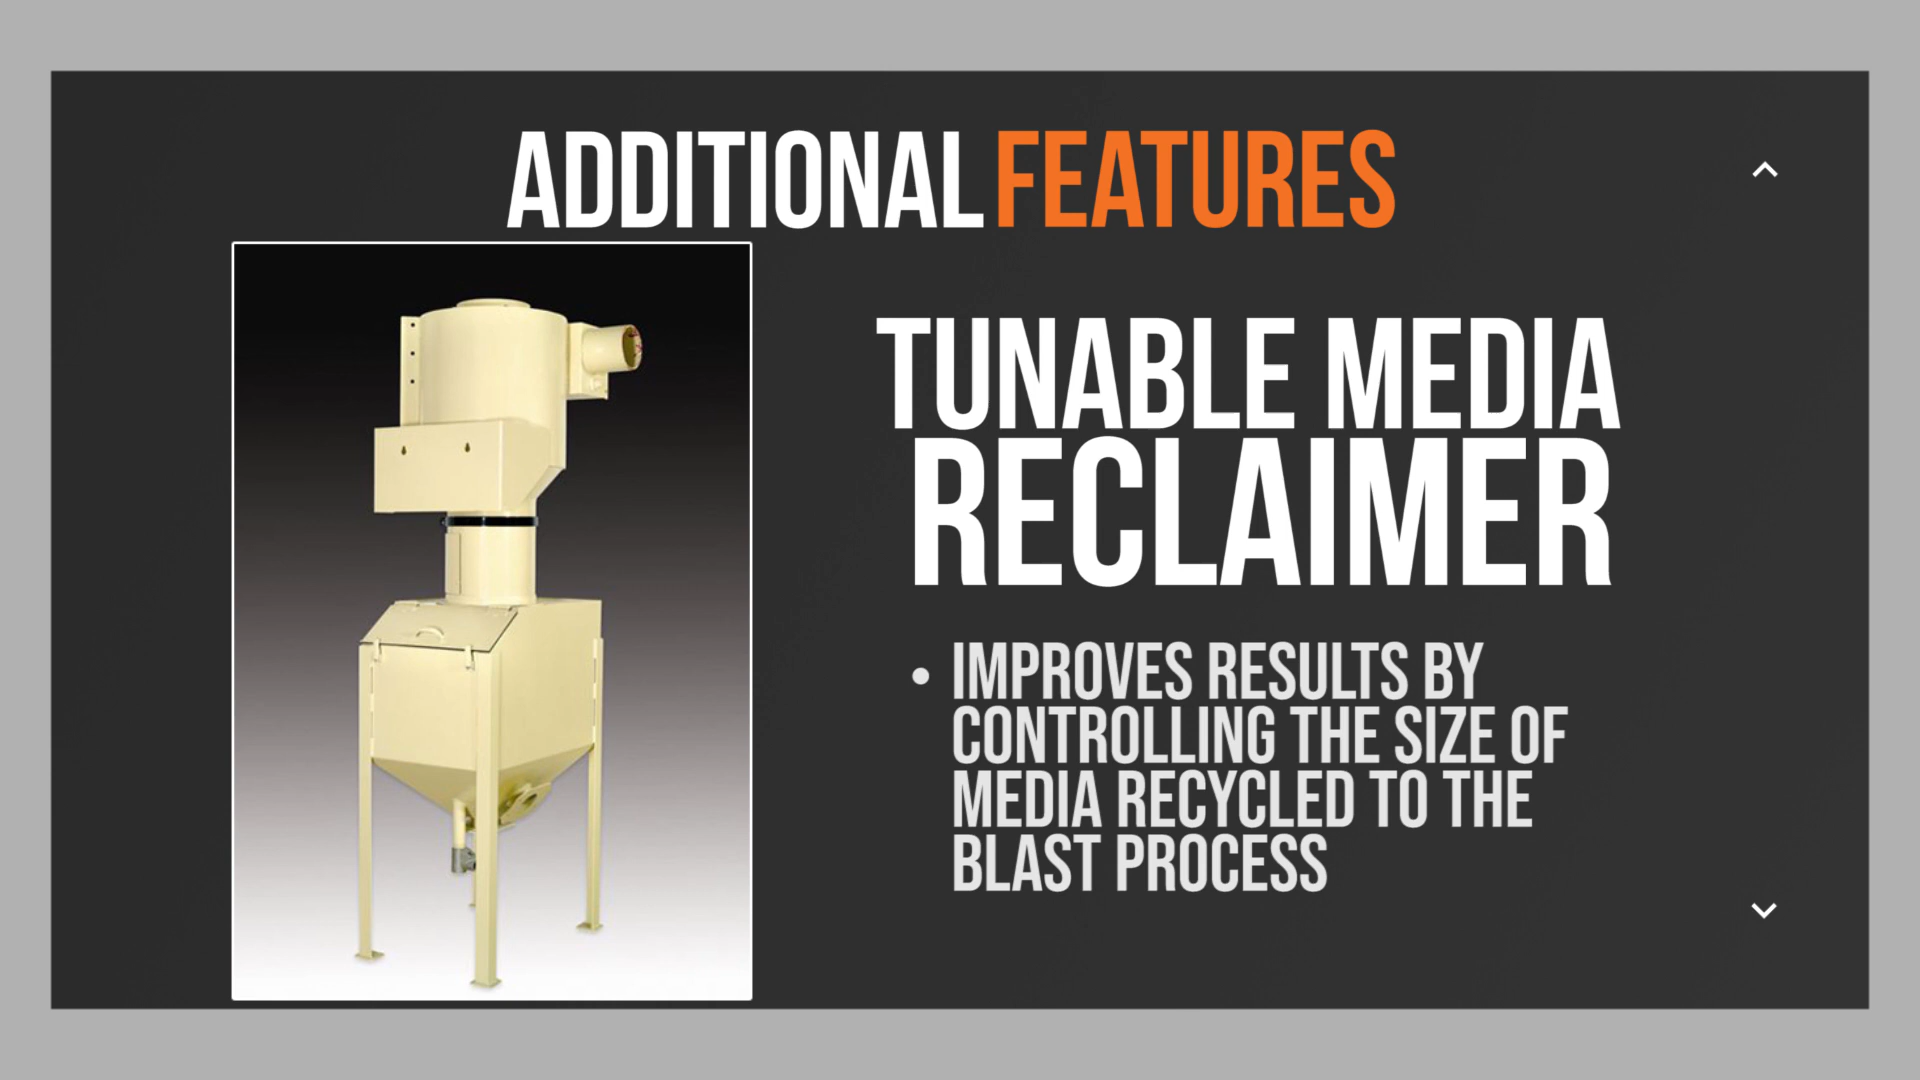 ADDITIONAL FEATURES
TUNABLE MEDIA
RECLAIMER
• IMPROVES RESULTS BY
CONTROLLING THE SIZE OF
MEDIA RECYCLED TO THE
BLAST PROCESS